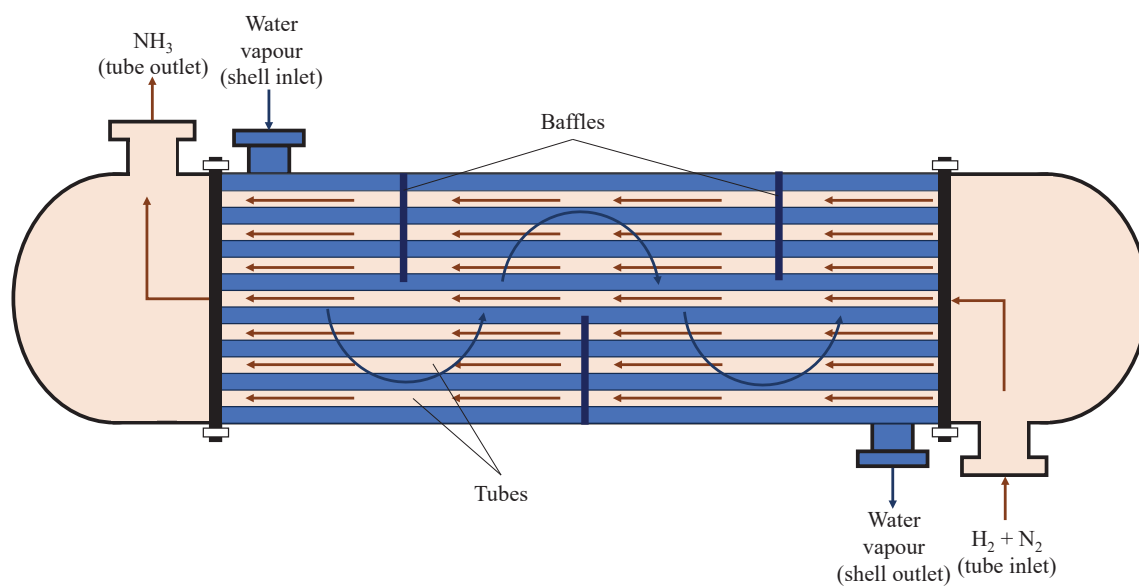 NH₃
(tube outlet)
Water
vapour
(shell inlet)
Baffles
Tubes
Water
vapour
(shell outlet)
H₂ + N₂
(tube inlet)